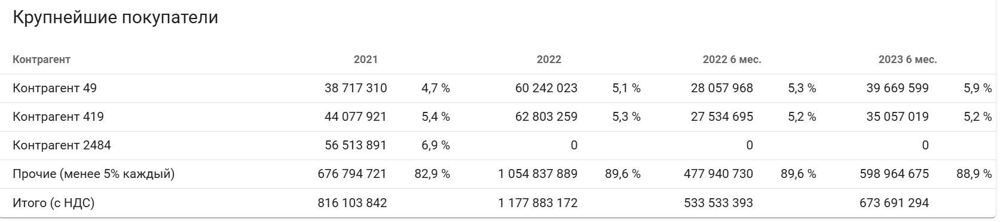 Крупнейшие покупатели
Контрагент 2021 2022 2022 6 мес. 2023 6 мес.
Контрагент 49 38 717 310 4,7 % 60 242 023 5,1 % 28 057 968 5,3 % 39 669 599 5,9 %
Контрагент 419 44 077 921 5,4 % 62 803 259 5,3 % 27 534 695 5,2 % 35 057 019 5,2 %
Контрагент 2484 56 513 891 6,9 % 0 0 0
Прочие (менее 5% каждый) 676 794 721 82,9 % 1 054 837 889 89,6 % 477 940 730 89,6 % 598 964 675 88,9 %
Итого (с НДС) 816 103 842 1 177 883 172 533 533 393 673 691 294